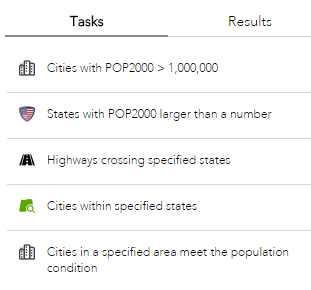 Tasks Results
Cities with POP2000 > 1,000,000
States with POP2000 larger than a number
Highways crossing specified states
Cities within specified states
Cities in a specified area meet the population
condition